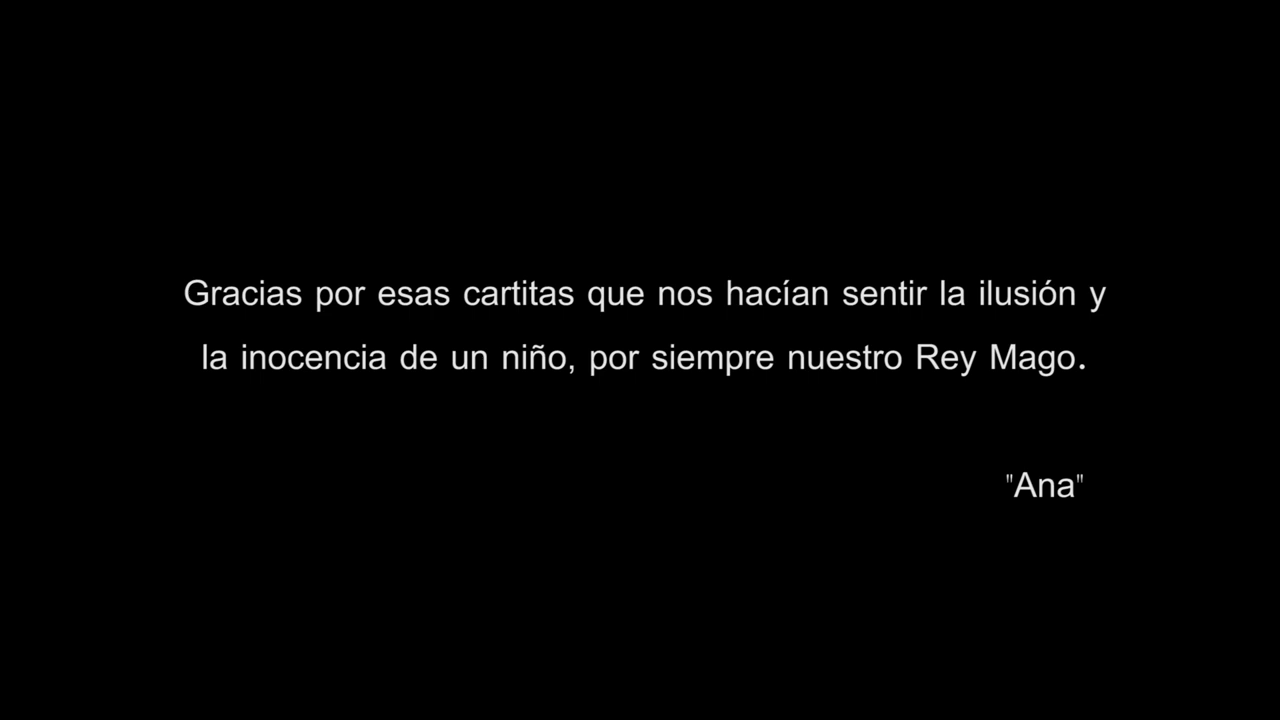 Gracias por esas cartitas que nos hacían sentir la ilusión y
la inocencia de un niño, por siempre nuestro Rey Mago.
"Ana"